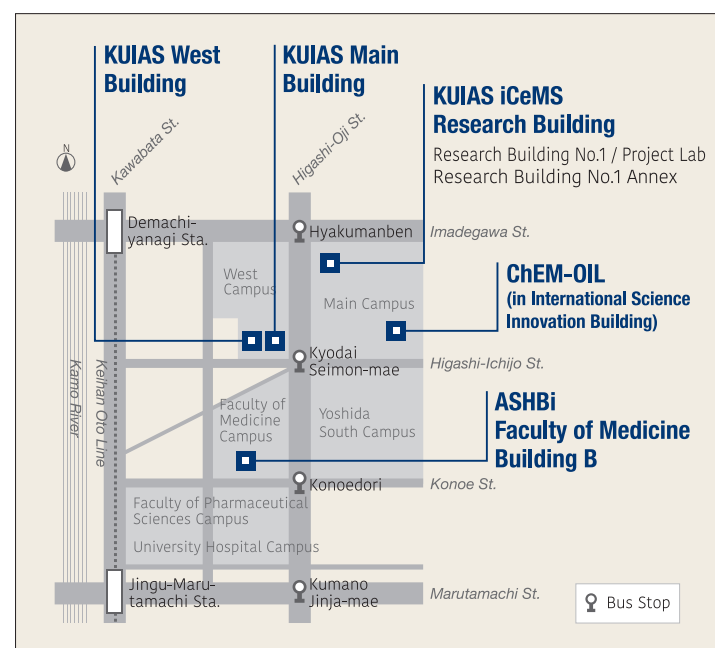 KUIAS West
Building
KUIAS Main
Building
KUIAS iCeMS
Research Building
Research Building No.1 / Project Lab
Research Building No.1 Annex
N
Kawabata St.
Higashi-Oji St.
Demachi-
yanagi Sta.
Hyakumanben
Imadegawa St.
West
Campus
Main Campus
ChEM-OIL
(in International Science
Innovation Building)
Kyodai
Seimon-mae
Higashi-Ichijo St.
Kamo River
Keihan Oto Line
Faculty of
Medicine
Campus
Yoshida
South Campus
ASHBi
Faculty of Medicine
Building B
Konoedori
Konoe St.
Faculty of Pharmaceutical
Sciences Campus
University Hospital Campus
Jingu-Maru-
tamachi Sta.
Kumano
Jinja-mae
Marutamachi St.
Bus Stop